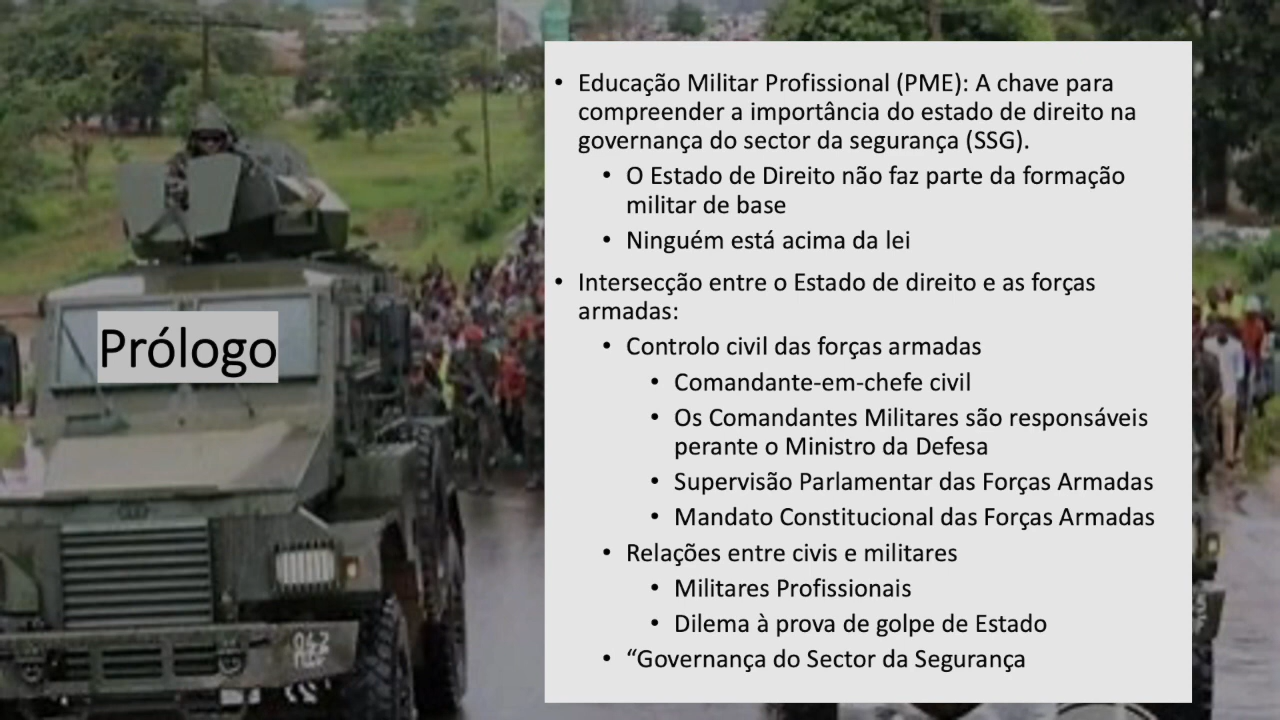 Prólogo
• Educação Militar Profissional (PME): A chave para
compreender a importância do estado de direito na
governança do sector da segurança (SSG).
• O Estado de Direito não faz parte da formação
militar de base
• Ninguém está acima da lei
• Intersecção entre o Estado de direito e as forças
armadas:
• Controlo civil das forças armadas
• Comandante-em-chefe civil
• Os Comandantes Militares são responsáveis
perante o Ministro da Defesa
• Supervisão Parlamentar das Forças Armadas
• Mandato Constitucional das Forças Armadas
• Relações entre civis e militares
• Militares Profissionais
• Dilema à prova de golpe de Estado
• “Governança do Sector da Segurança